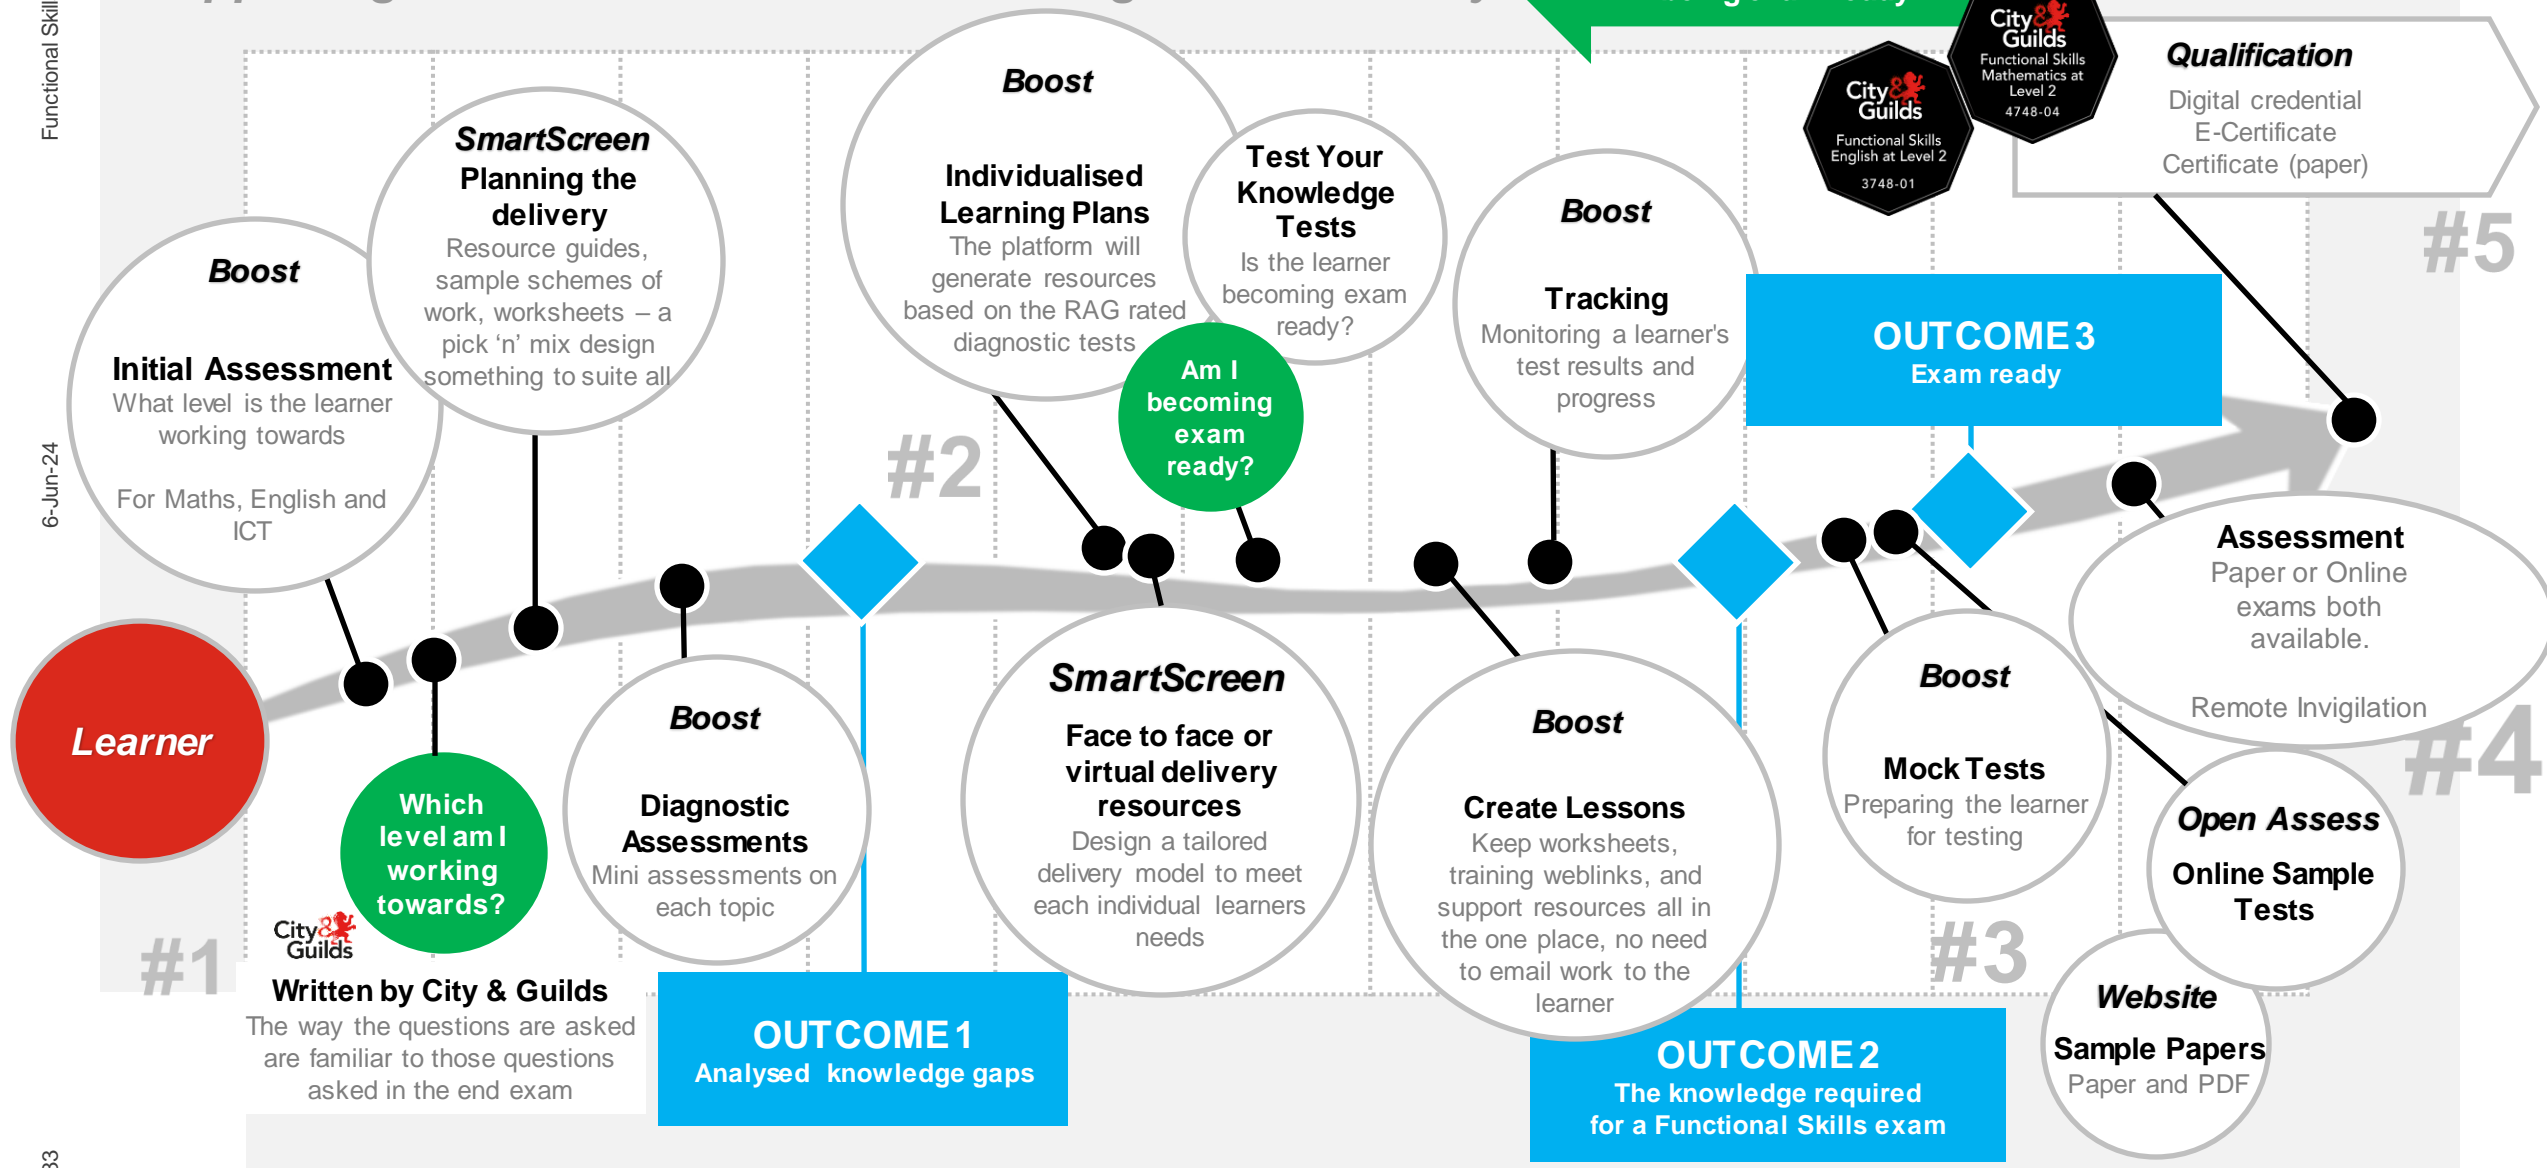 Functional Skill
6-Jun-24
33
Learner
#1
Boost
Initial Assessment
What level is the learner
working towards
For Maths, English and
ICT
SmartScreen
Planning the
delivery
Resource guides,
sample schemes of
work, worksheets – a
pick ‘n’ mix design
something to suite all
Which
level am I
working
towards?
City&
Guilds
Written by City & Guilds
The way the questions are asked
are familiar to those questions
asked in the end exam
Boost
Diagnostic
Assessments
Mini assessments on
each topic
OUTCOME 1
Analysed knowledge gaps
#2
Boost
Individualised
Learning Plans
The platform will
generate resources
based on the RAG rated
diagnostic tests
Test Your
Knowledge
Tests
Is the learner
becoming exam
ready?
Am I
becoming
exam
ready?
SmartScreen
Face to face or
virtual delivery
resources
Design a tailored
delivery model to meet
each individual learners
needs
Boost
Tracking
Monitoring a learner's
test results and
progress
Boost
Create Lessons
Keep worksheets,
training weblinks, and
support resources all in
the one place, no need
to email work to the
learner
OUTCOME 2
The knowledge required
for a Functional Skills exam
#3
Boost
Mock Tests
Preparing the learner
for testing
Open Assess
Online Sample
Tests
Website
Sample Papers
Paper and PDF
OUTCOME 3
Exam ready
#4
Assessment
Paper or Online
exams both
available.
Remote Invigilation
#5
City&
Guilds
Functional Skills
English at Level 2
3748-01
City&
Guilds
Functional Skills
Mathematics at
Level 2
4748-04
Qualification
Digital credential
E-Certificate
Certificate (paper)